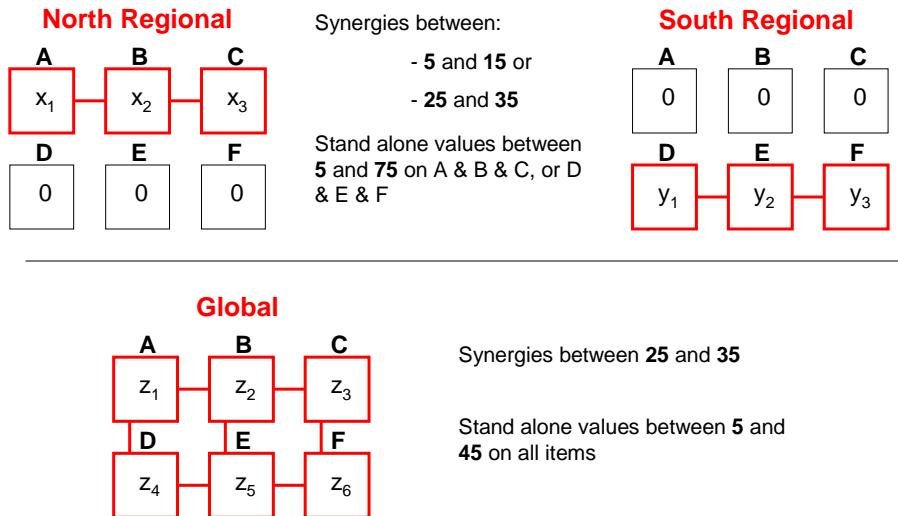 North Regional
A B C
x1 x2 x3
D E F
0 0 0
Synergies between:
- 5 and 15 or
- 25 and 35
Stand alone values between
5 and 75 on A & B & C, or D
& E & F
South Regional
A B C
0 0 0
D E F
y1 y2 y3
Global
A B C
z1 z2 z3
D E F
z4 z5 z6
Synergies between 25 and 35
Stand alone values between 5 and
45 on all items